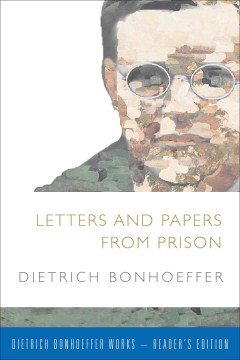 LETTERS AND PAPERS
FROM PRISON
DIETRICH BONHOEFFER
DIETRICH BONHOEFFER WORKS — READER'S EDITION